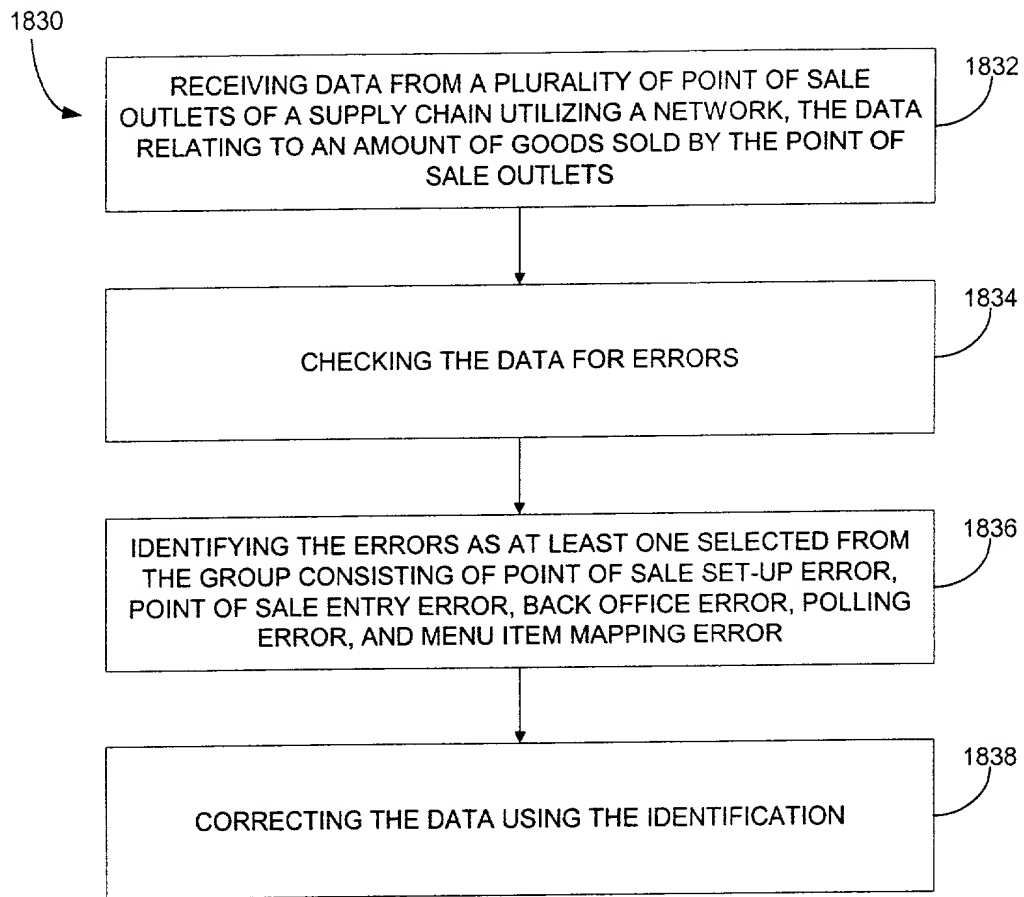 1830
RECEIVING DATA FROM A PLURALITY OF POINT OF SALE
OUTLETS OF A SUPPLY CHAIN UTILIZING A NETWORK, THE DATA
RELATING TO AN AMOUNT OF GOODS SOLD BY THE POINT OF
SALE OUTLETS
1832
CHECKING THE DATA FOR ERRORS
1834
IDENTIFYING THE ERRORS AS AT LEAST ONE SELECTED FROM
THE GROUP CONSISTING OF POINT OF SALE SET-UP ERROR,
POINT OF SALE ENTRY ERROR, BACK OFFICE ERROR, POLLING
ERROR, AND MENU ITEM MAPPING ERROR
1836
CORRECTING THE DATA USING THE IDENTIFICATION
1838